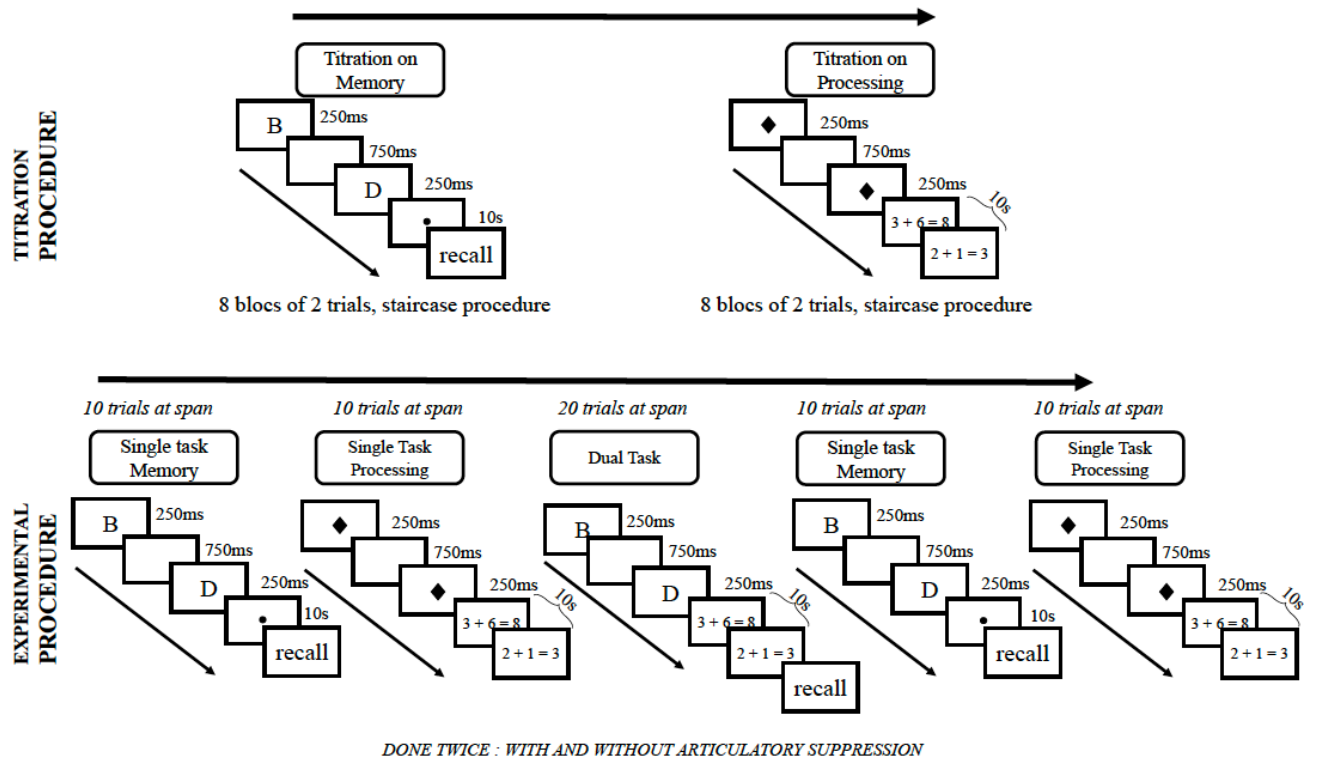 TITRATION
PROCEDURE
Titration on
Memory
B
250ms
750ms
D
250ms
10s
recall
8 blocs of 2 trials, staircase procedure
Titration on
Processing
250ms
750ms
250ms
10s
3 + 6 = 8
2 + 1 = 3
8 blocs of 2 trials, staircase procedure
EXPERIMENTAL
PROCEDURE
10 trials at span
Single task
Memory
B
250ms
750ms
D
250ms
10s
recall
10 trials at span
Single Task
Processing
250ms
750ms
250ms
10s
3 + 6 = 8
2 + 1 = 3
20 trials at span
Dual Task
B
250ms
750ms
D
250ms
10s
3 + 6 = 8
2 + 1 = 3
recall
10 trials at span
Single task
Memory
B
250ms
750ms
D
250ms
10s
recall
10 trials at span
Single Task
Processing
250ms
750ms
250ms
10s
3 + 6 = 8
2 + 1 = 3
DONE TWICE : WITH AND WITHOUT ARTICULATORY SUPPRESSION